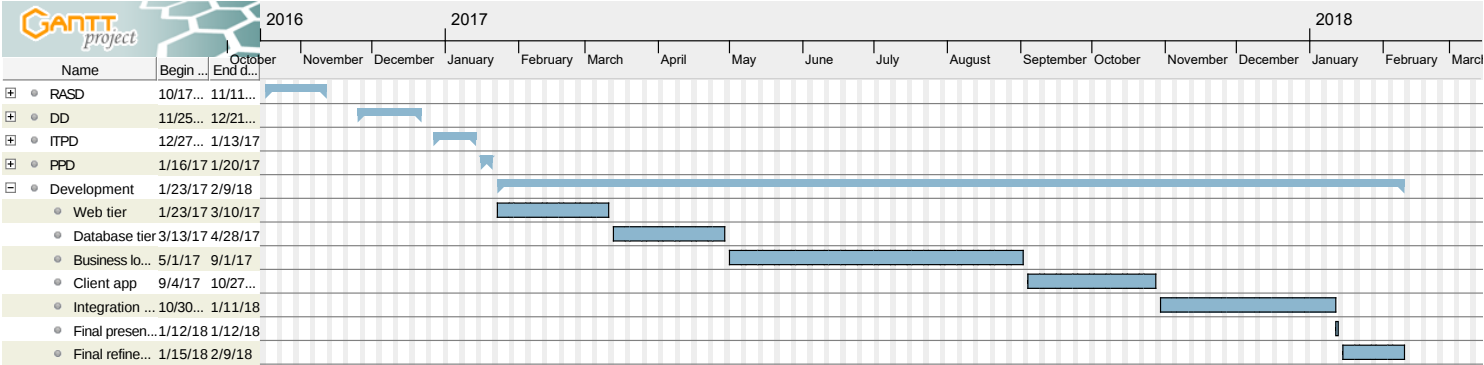 GANTT project
2016 2017 2018
October November December January February March April May June July August September October November December January February March
Name Begin ... End d...
RASD 10/17... 11/11...
DD 11/25... 12/21...
ITPD 12/27... 1/13/17
PPD 1/16/17 1/20/17
Development 1/23/17 2/9/18
Web tier 1/23/17 3/10/17
Database tier 3/13/17 4/28/17
Business lo... 5/1/17 9/1/17
Client app 9/4/17 10/27...
Integration ... 10/30... 1/11/18
Final presen... 1/12/18 1/12/18
Final refine... 1/15/18 2/9/18